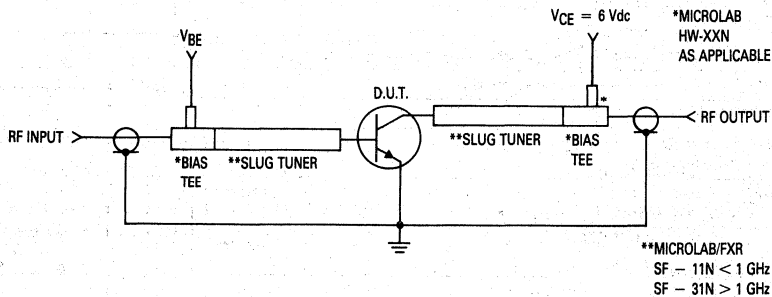 V_BE
V_CE = 6 Vdc
*MICROLAB
HW-XXN
AS APPLICABLE
D.U.T.
*
RF INPUT
*BIAS
TEE
**SLUG TUNER
**SLUG TUNER
*BIAS
TEE
RF OUTPUT
**MICROLAB/FXR
SF – 11N < 1 GHz
SF – 31N > 1 GHz